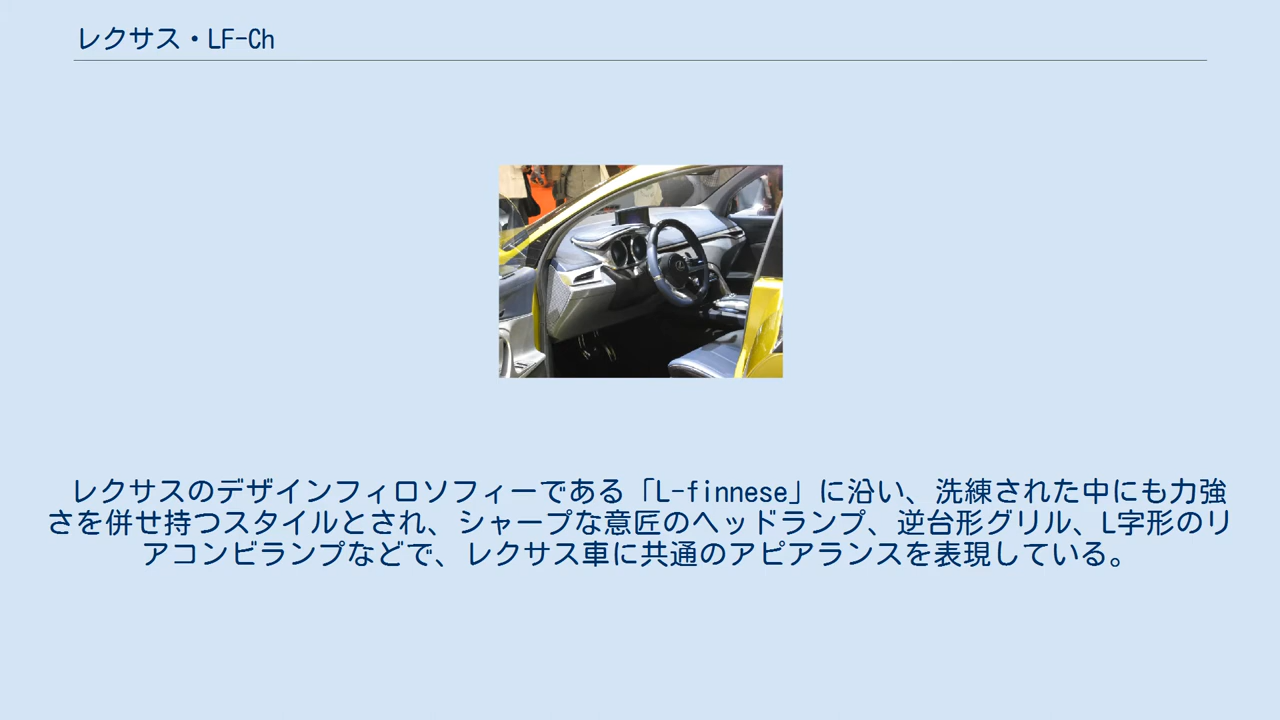 レクサス・LF-Ch
レクサスのデザインフィロソフィーである「L-finnese」に沿い、洗練された中にも力強
さを併せ持つスタイルとされ、シャープな意匠のヘッドランプ、逆台形グリル、L字形のリ
アコンビランプなどで、レクサス車に共通のアピアランスを表現している。